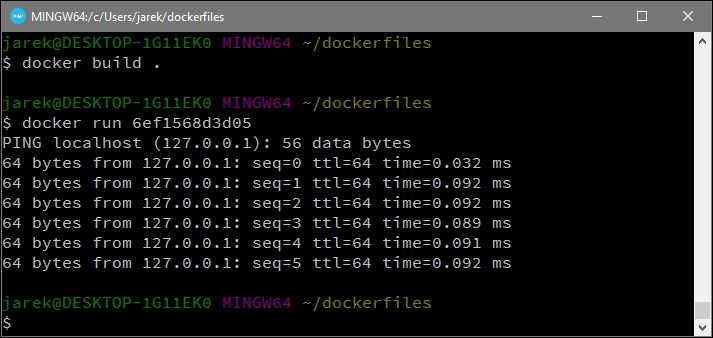 MINGW64:/c/Users/jarek/dockerfiles
jarek@DESKTOP-1G11EK0 MINGW64 ~/dockerfiles
$ docker build .
jarek@DESKTOP-1G11EK0 MINGW64 ~/dockerfiles
$ docker run 6ef1568d3d05
PING localhost (127.0.0.1): 56 data bytes
64 bytes from 127.0.0.1: seq=0 ttl=64 time=0.032 ms
64 bytes from 127.0.0.1: seq=1 ttl=64 time=0.092 ms
64 bytes from 127.0.0.1: seq=2 ttl=64 time=0.092 ms
64 bytes from 127.0.0.1: seq=3 ttl=64 time=0.089 ms
64 bytes from 127.0.0.1: seq=4 ttl=64 time=0.091 ms
64 bytes from 127.0.0.1: seq=5 ttl=64 time=0.092 ms
jarek@DESKTOP-1G11EK0 MINGW64 ~/dockerfiles
$